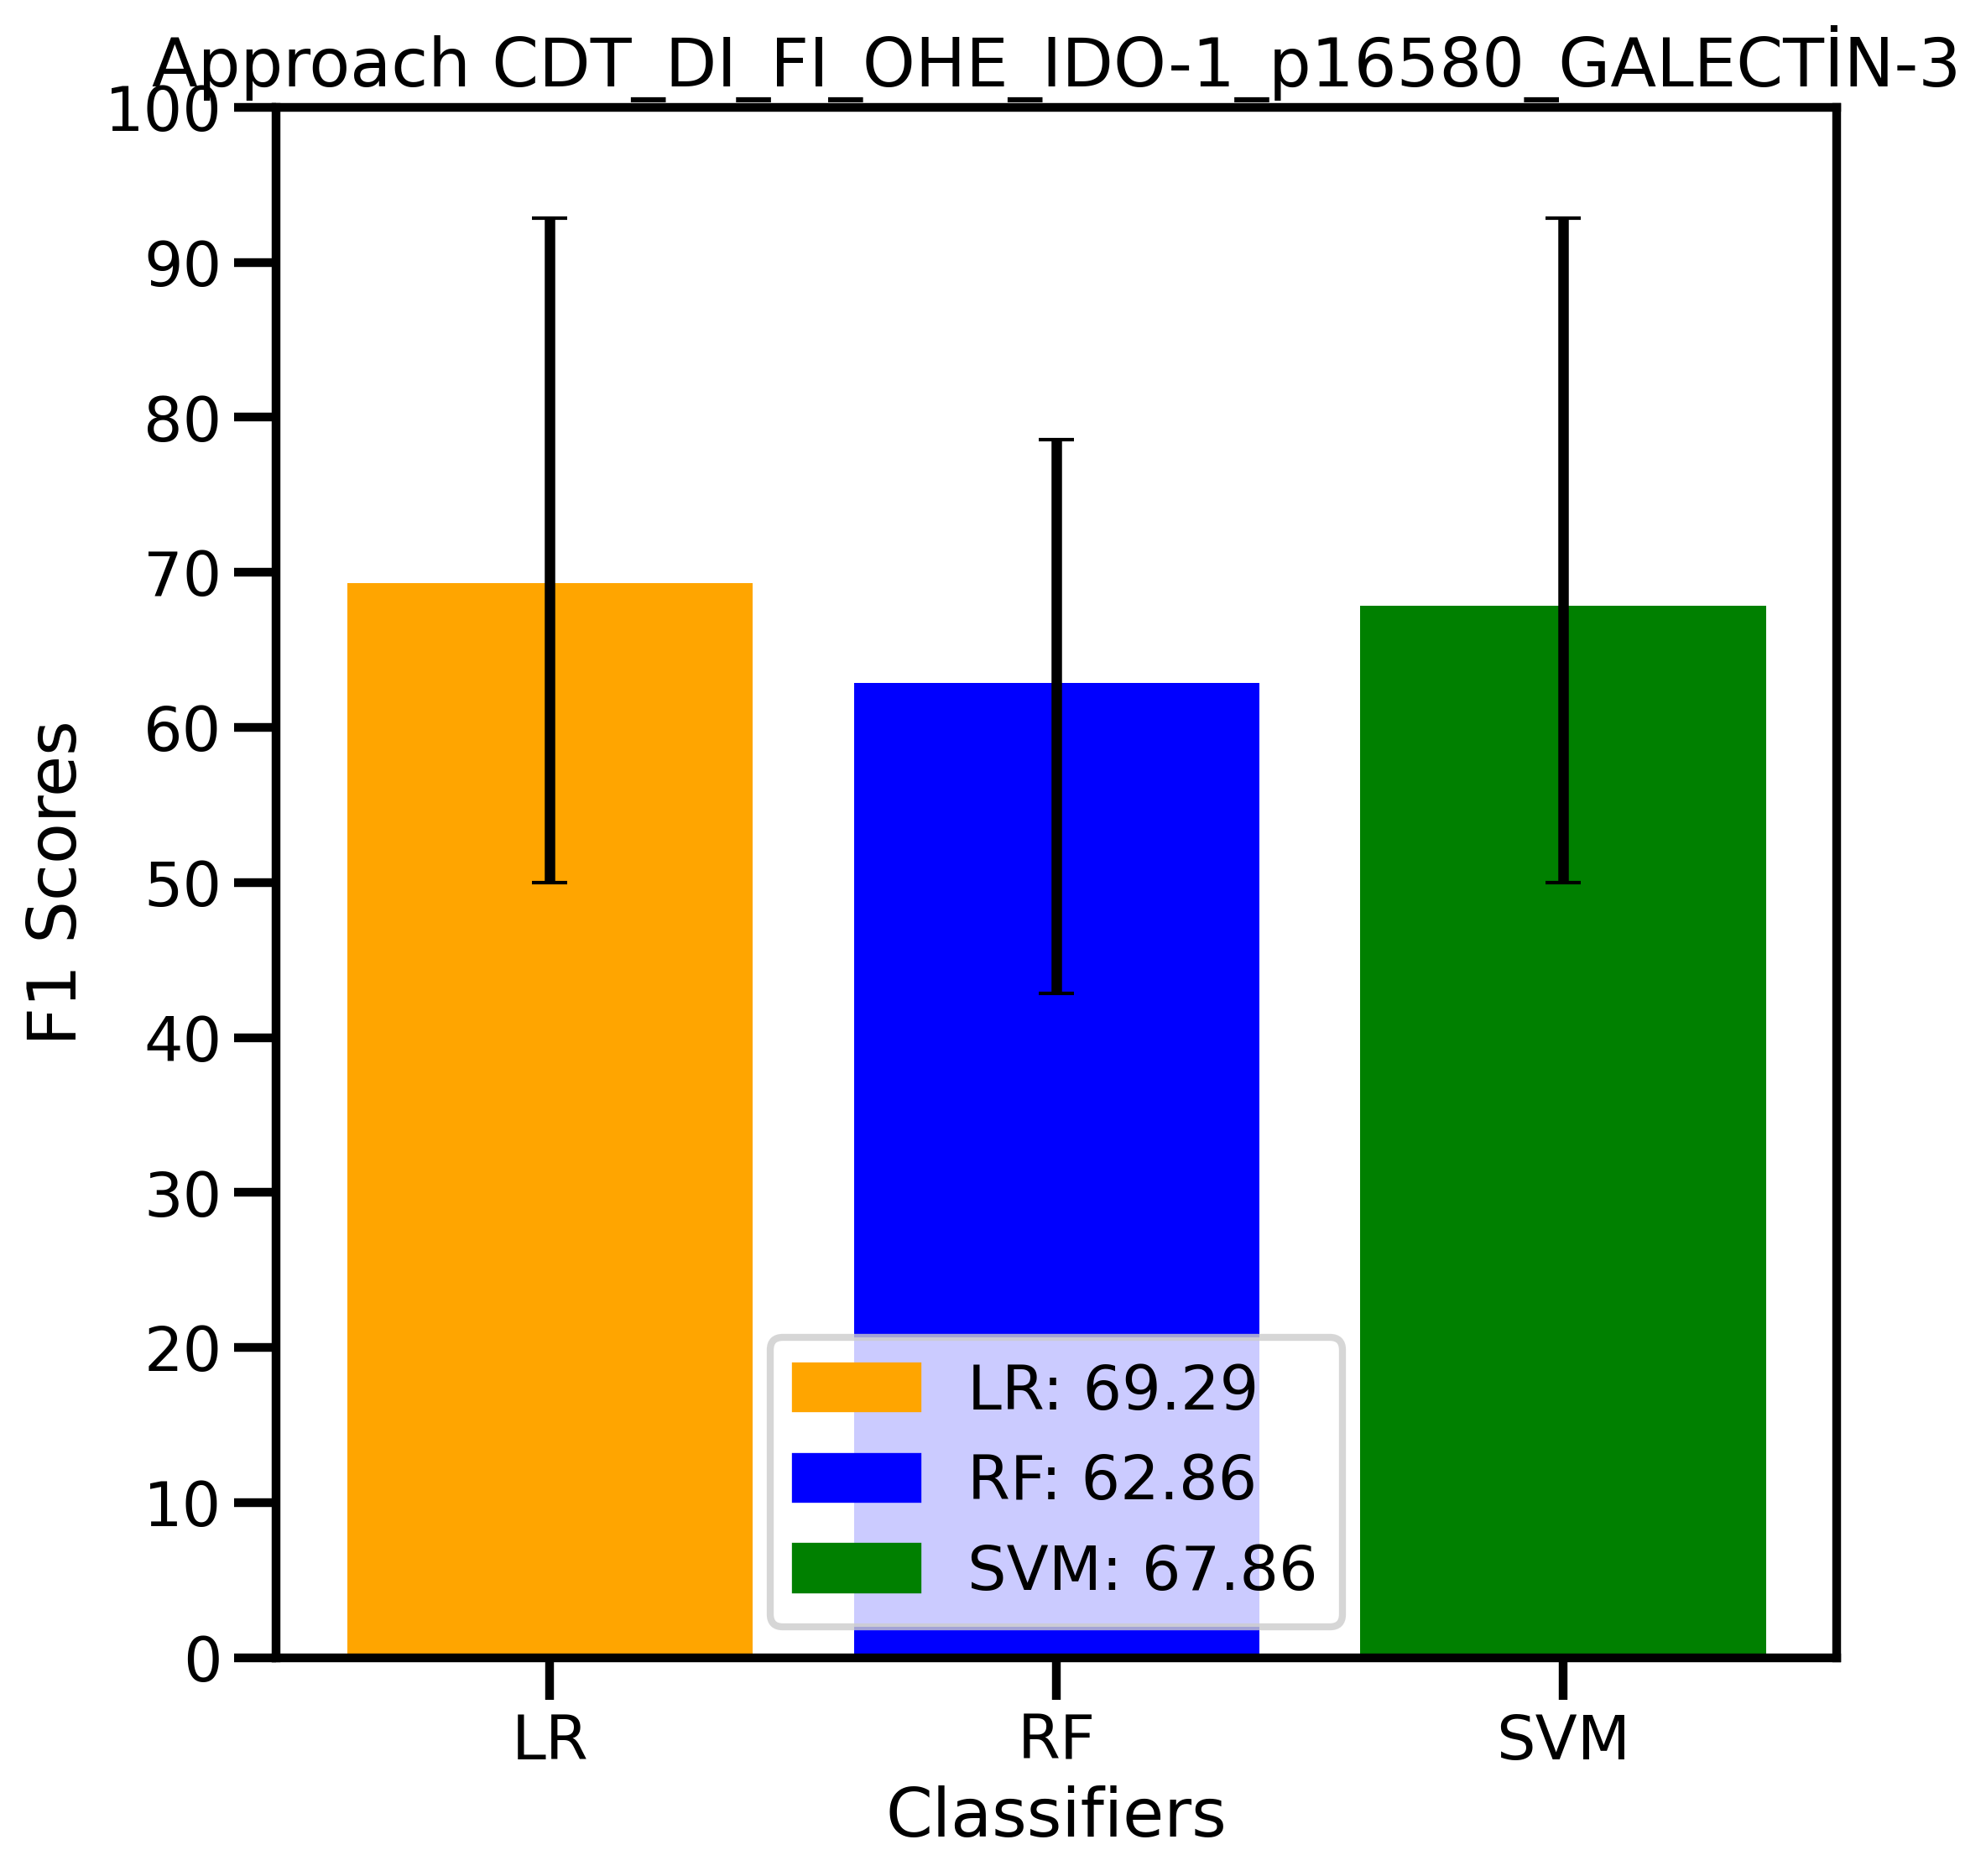 Approach CDT_DI_FI_OHE_IDO-1_p16580_GALECTİN-3
100
90
80
70
60
50
40
30
20
10
0
F1 Scores
LR: 69.29
RF: 62.86
SVM: 67.86
LR
RF
SVM
Classifiers